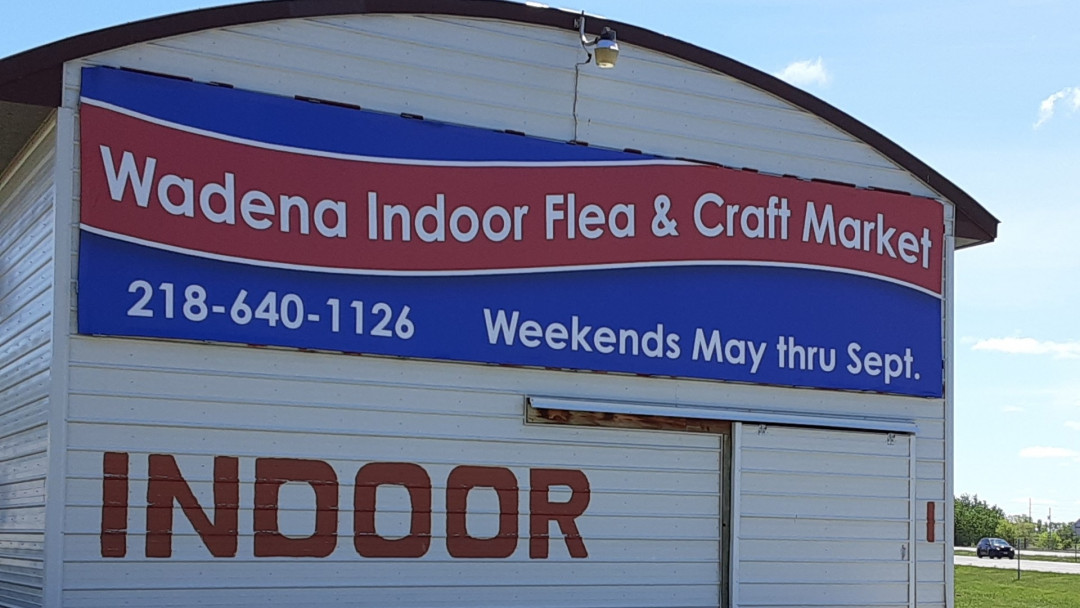 Wadena Indoor Flea & Craft Market
218-640-1126 Weekends May thru Sept.
INDOOR